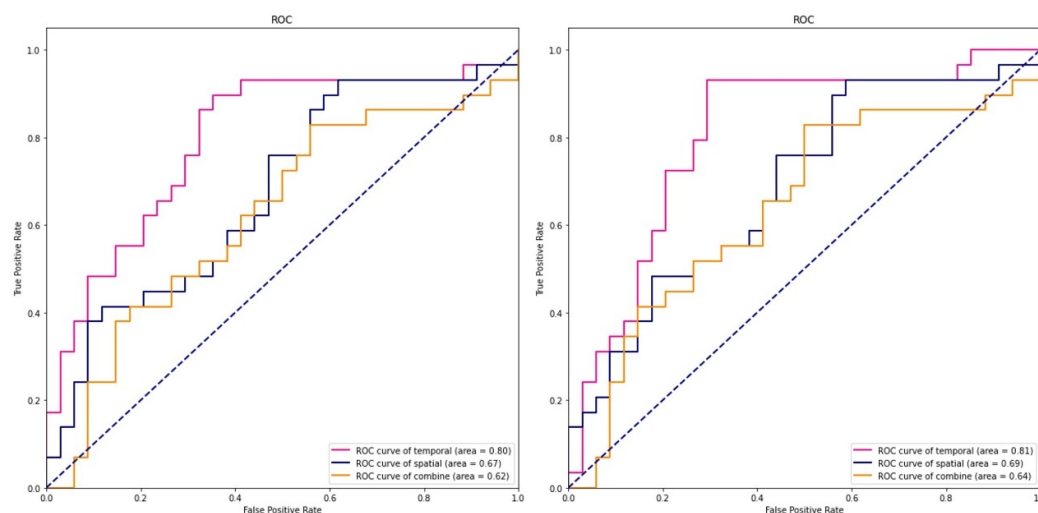 ROC
1.0
0.8
0.6
0.4
0.2
0.0
True Positive Rate
ROC curve of temporal (area = 0.80)
ROC curve of spatial (area = 0.67)
ROC curve of combine (area = 0.62)
0.0
0.2
0.4
0.6
0.8
1.0
False Positive Rate
ROC
1.0
0.8
0.6
0.4
0.2
0.0
True Positive Rate
ROC curve of temporal (area = 0.81)
ROC curve of spatial (area = 0.69)
ROC curve of combine (area = 0.64)
0.0
0.2
0.4
0.6
0.8
1.0
False Positive Rate